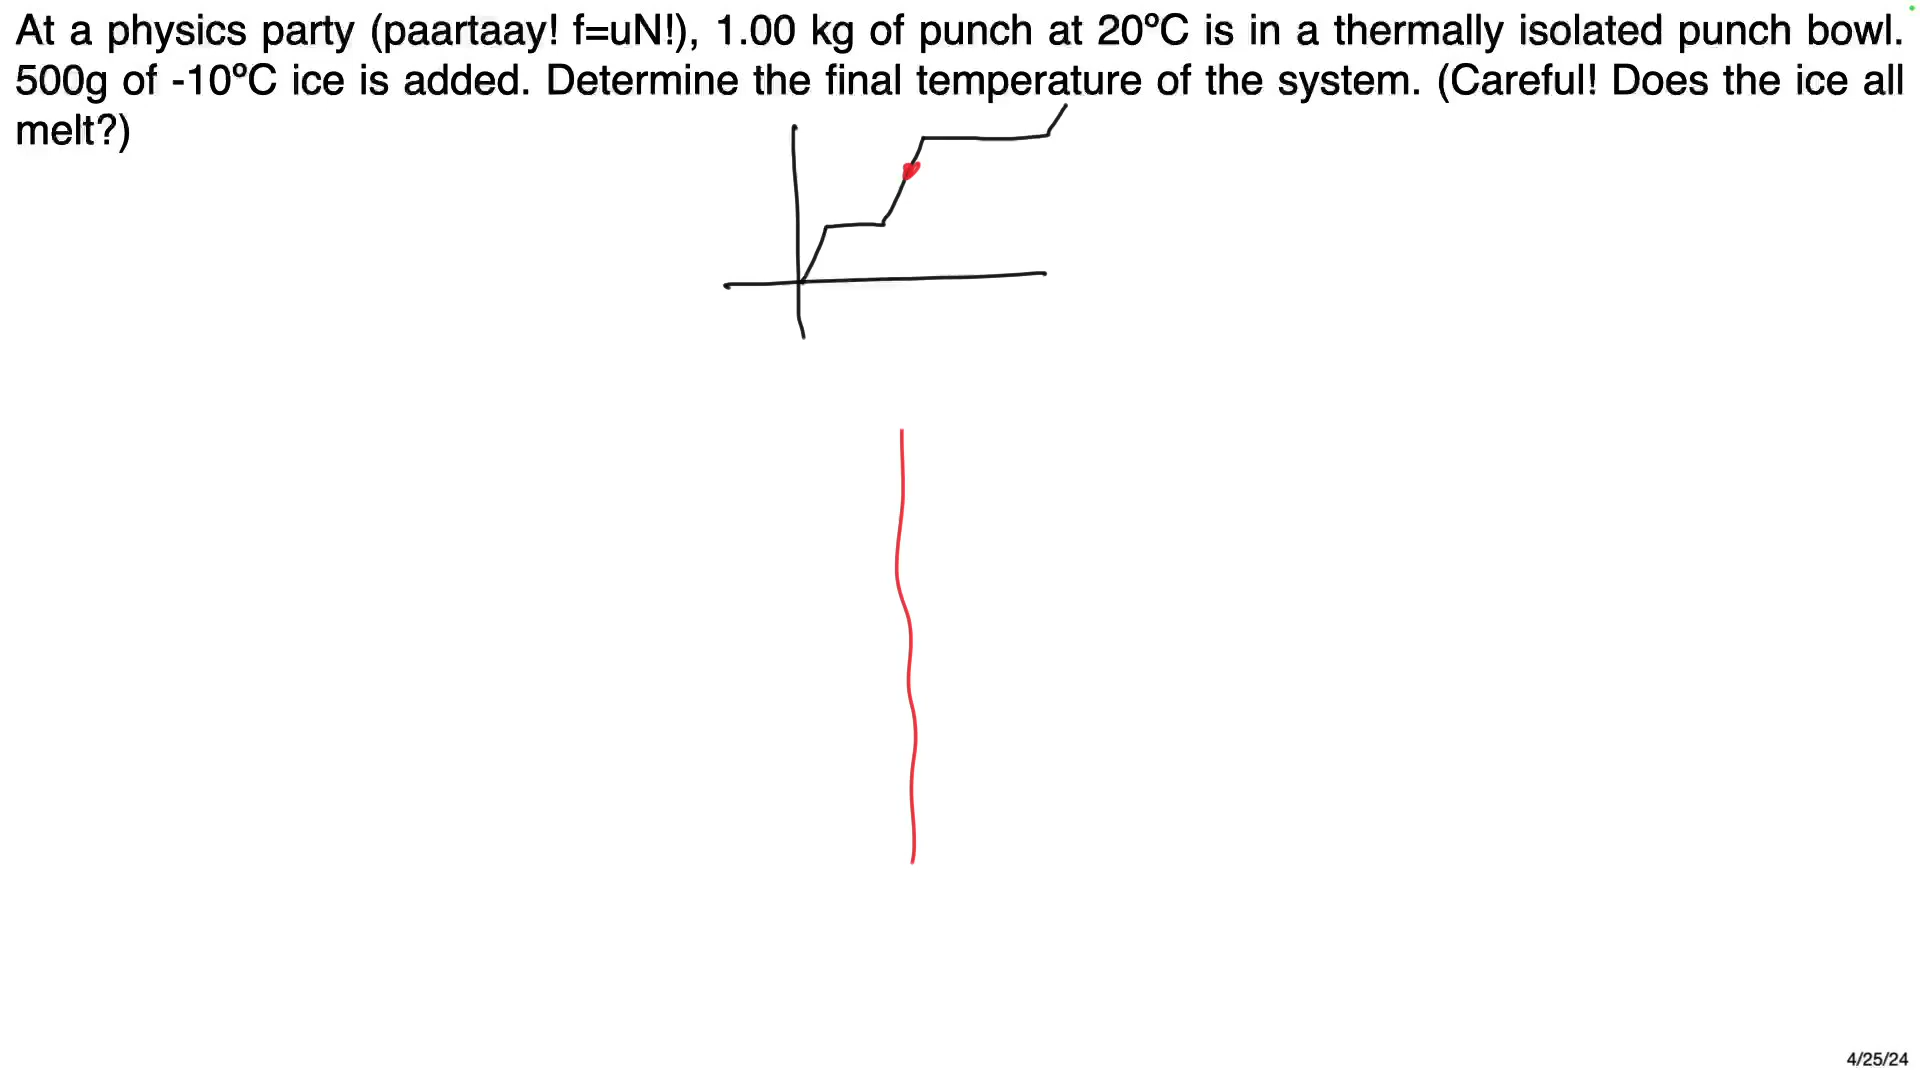 At a physics party (paartaay! f=uN!), 1.00 kg of punch at 20ºC is in a thermally isolated punch bowl.
500g of -10ºC ice is added. Determine the final temperature of the system. (Careful! Does the ice all
melt?)
4/25/24